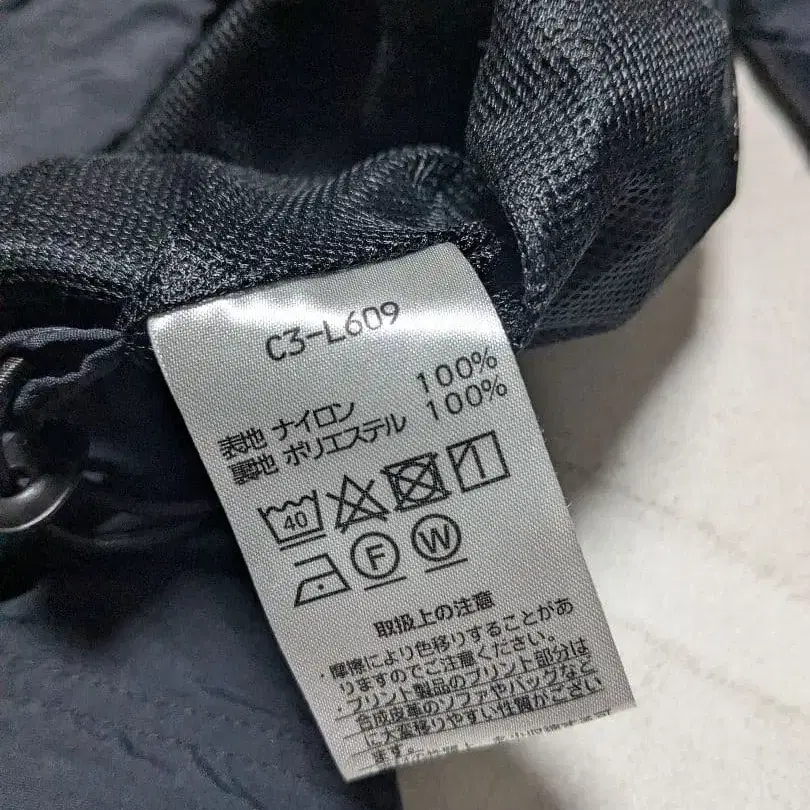 C3-L609
表地 ナイロン 100%
裏地 ポリエステル 100%
40
1
F W
取扱上の注意
・摩擦により色移りすることがあ
りますのでご注意ください。
・プリント製品のプリント部分は
合成皮革のソファやバッグなど
に大変移りやすい性質がござい
ます。